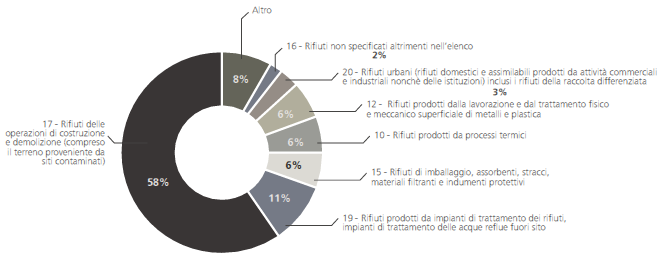 Altro
8%
16 - Rifiuti non specificati altrimenti nell'elenco
2%
20 - Rifiuti urbani (rifiuti domestici e assimilabili prodotti da attività commerciali
e industriali nonchè delle istituzioni) inclusi i rifiuti della raccolta differenziata
3%
12 - Rifiuti prodotti dalla lavorazione e dal trattamento fisico
e meccanico superficiale di metalli e plastica
6%
10 - Rifiuti prodotti da processi termici
6%
15 - Rifiuti di imballaggio, assorbenti, stracci,
materiali filtranti e indumenti protettivi
6%
19 - Rifiuti prodotti da impianti di trattamento dei rifiuti,
impianti di trattamento delle acque reflue fuori sito
11%
17 - Rifiuti delle
operazioni di costruzione
e demolizione (compreso
il terreno proveniente da
siti contaminati)
58%